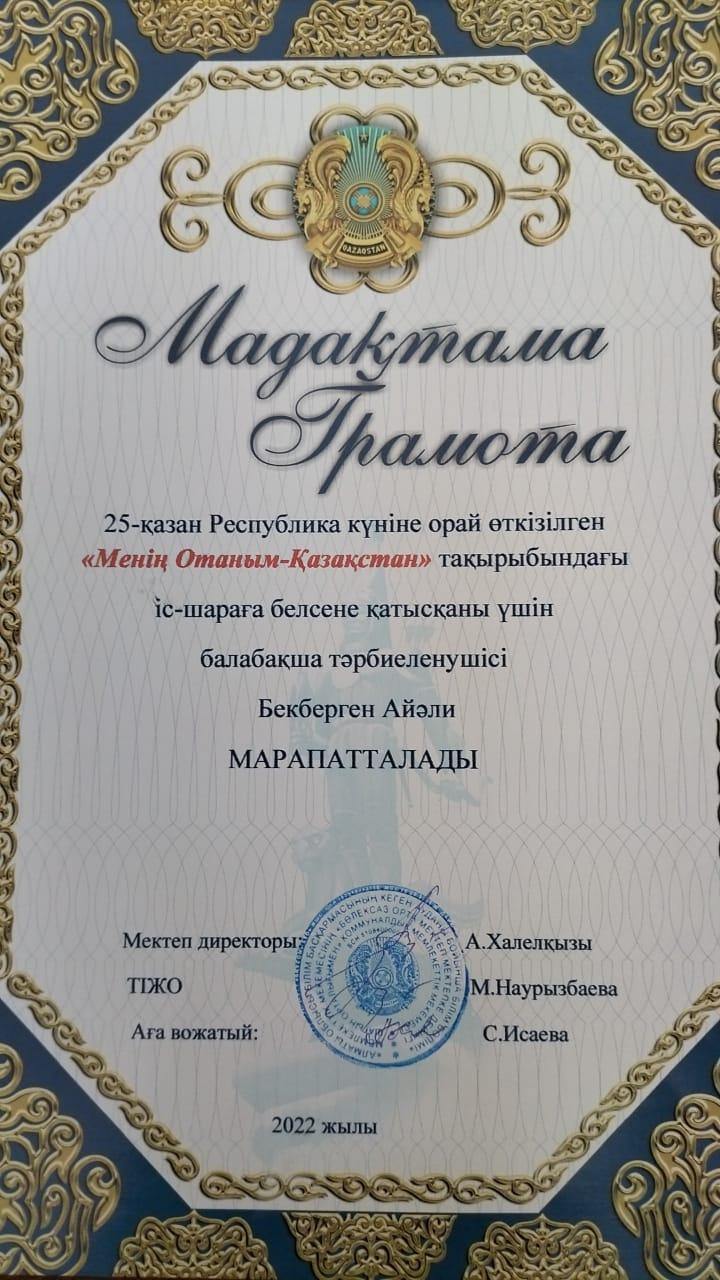 QAZAQSTAN
Мадақтама
Грамота
25-қазан Республика күніне орай өткізілген
«Менің Отаным-Қазақстан» тақырыбындағы
іс-шараға белсене қатысқаны үшін
балабақша тәрбиеленушісі
Бекберген Айәли
МАРАПАТТАЛАДЫ
Мектеп директоры: А.Халелқызы
ТІЖО М.Наурызбаева
Аға вожатый: С.Исаева
2022 жылы